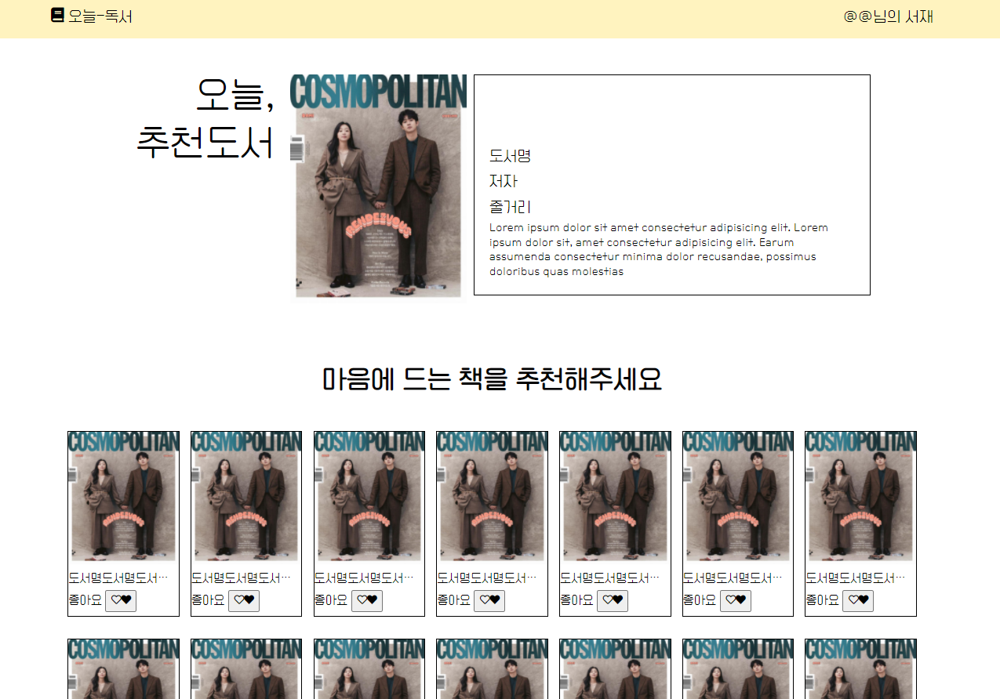 오늘-독서
@@님의 서재
오늘,
추천도서
COSMOPOLITAN
RENDEZVOUS
도서명
저자
줄거리
Lorem ipsum dolor sit amet consectetur adipisicing elit. Lorem
ipsum dolor sit, amet consectetur adipisicing elit. Earum
assumenda consectetur minima dolor recusandae, possimus
doloribus quas molestias
마음에 드는 책을 추천해주세요
COSMOPOLITAN COSMOPOLITAN COSMOPOLITAN COSMOPOLITAN COSMOPOLITAN COSMOPOLITAN COSMOPOLITAN
RENDEZVOUS RENDEZVOUS RENDEZVOUS RENDEZVOUS RENDEZVOUS RENDEZVOUS RENDEZVOUS
도서명도서명도서… 도서명도서명도서… 도서명도서명도서… 도서명도서명도서… 도서명도서명도서… 도서명도서명도서… 도서명도서명도서…
좋아요 ♡♥ 좋아요 ♡♥ 좋아요 ♡♥ 좋아요 ♡♥ 좋아요 ♡♥ 좋아요 ♡♥ 좋아요 ♡♥
COSMOPOLITAN COSMOPOLITAN COSMOPOLITAN COSMOPOLITAN COSMOPOLITAN COSMOPOLITAN COSMOPOLITAN